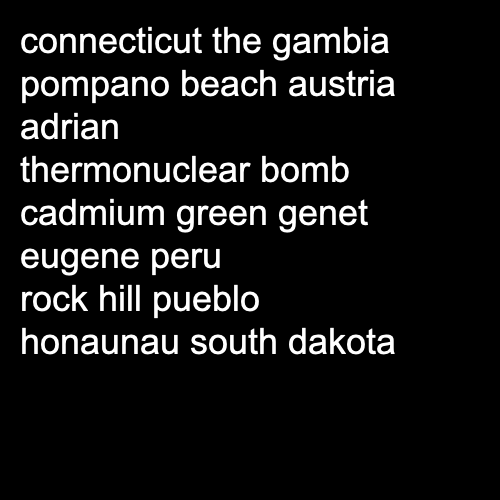 connecticut the gambia
pompano beach austria
adrian
thermonuclear bomb
cadmium green genet
eugene peru
rock hill pueblo
honaunau south dakota